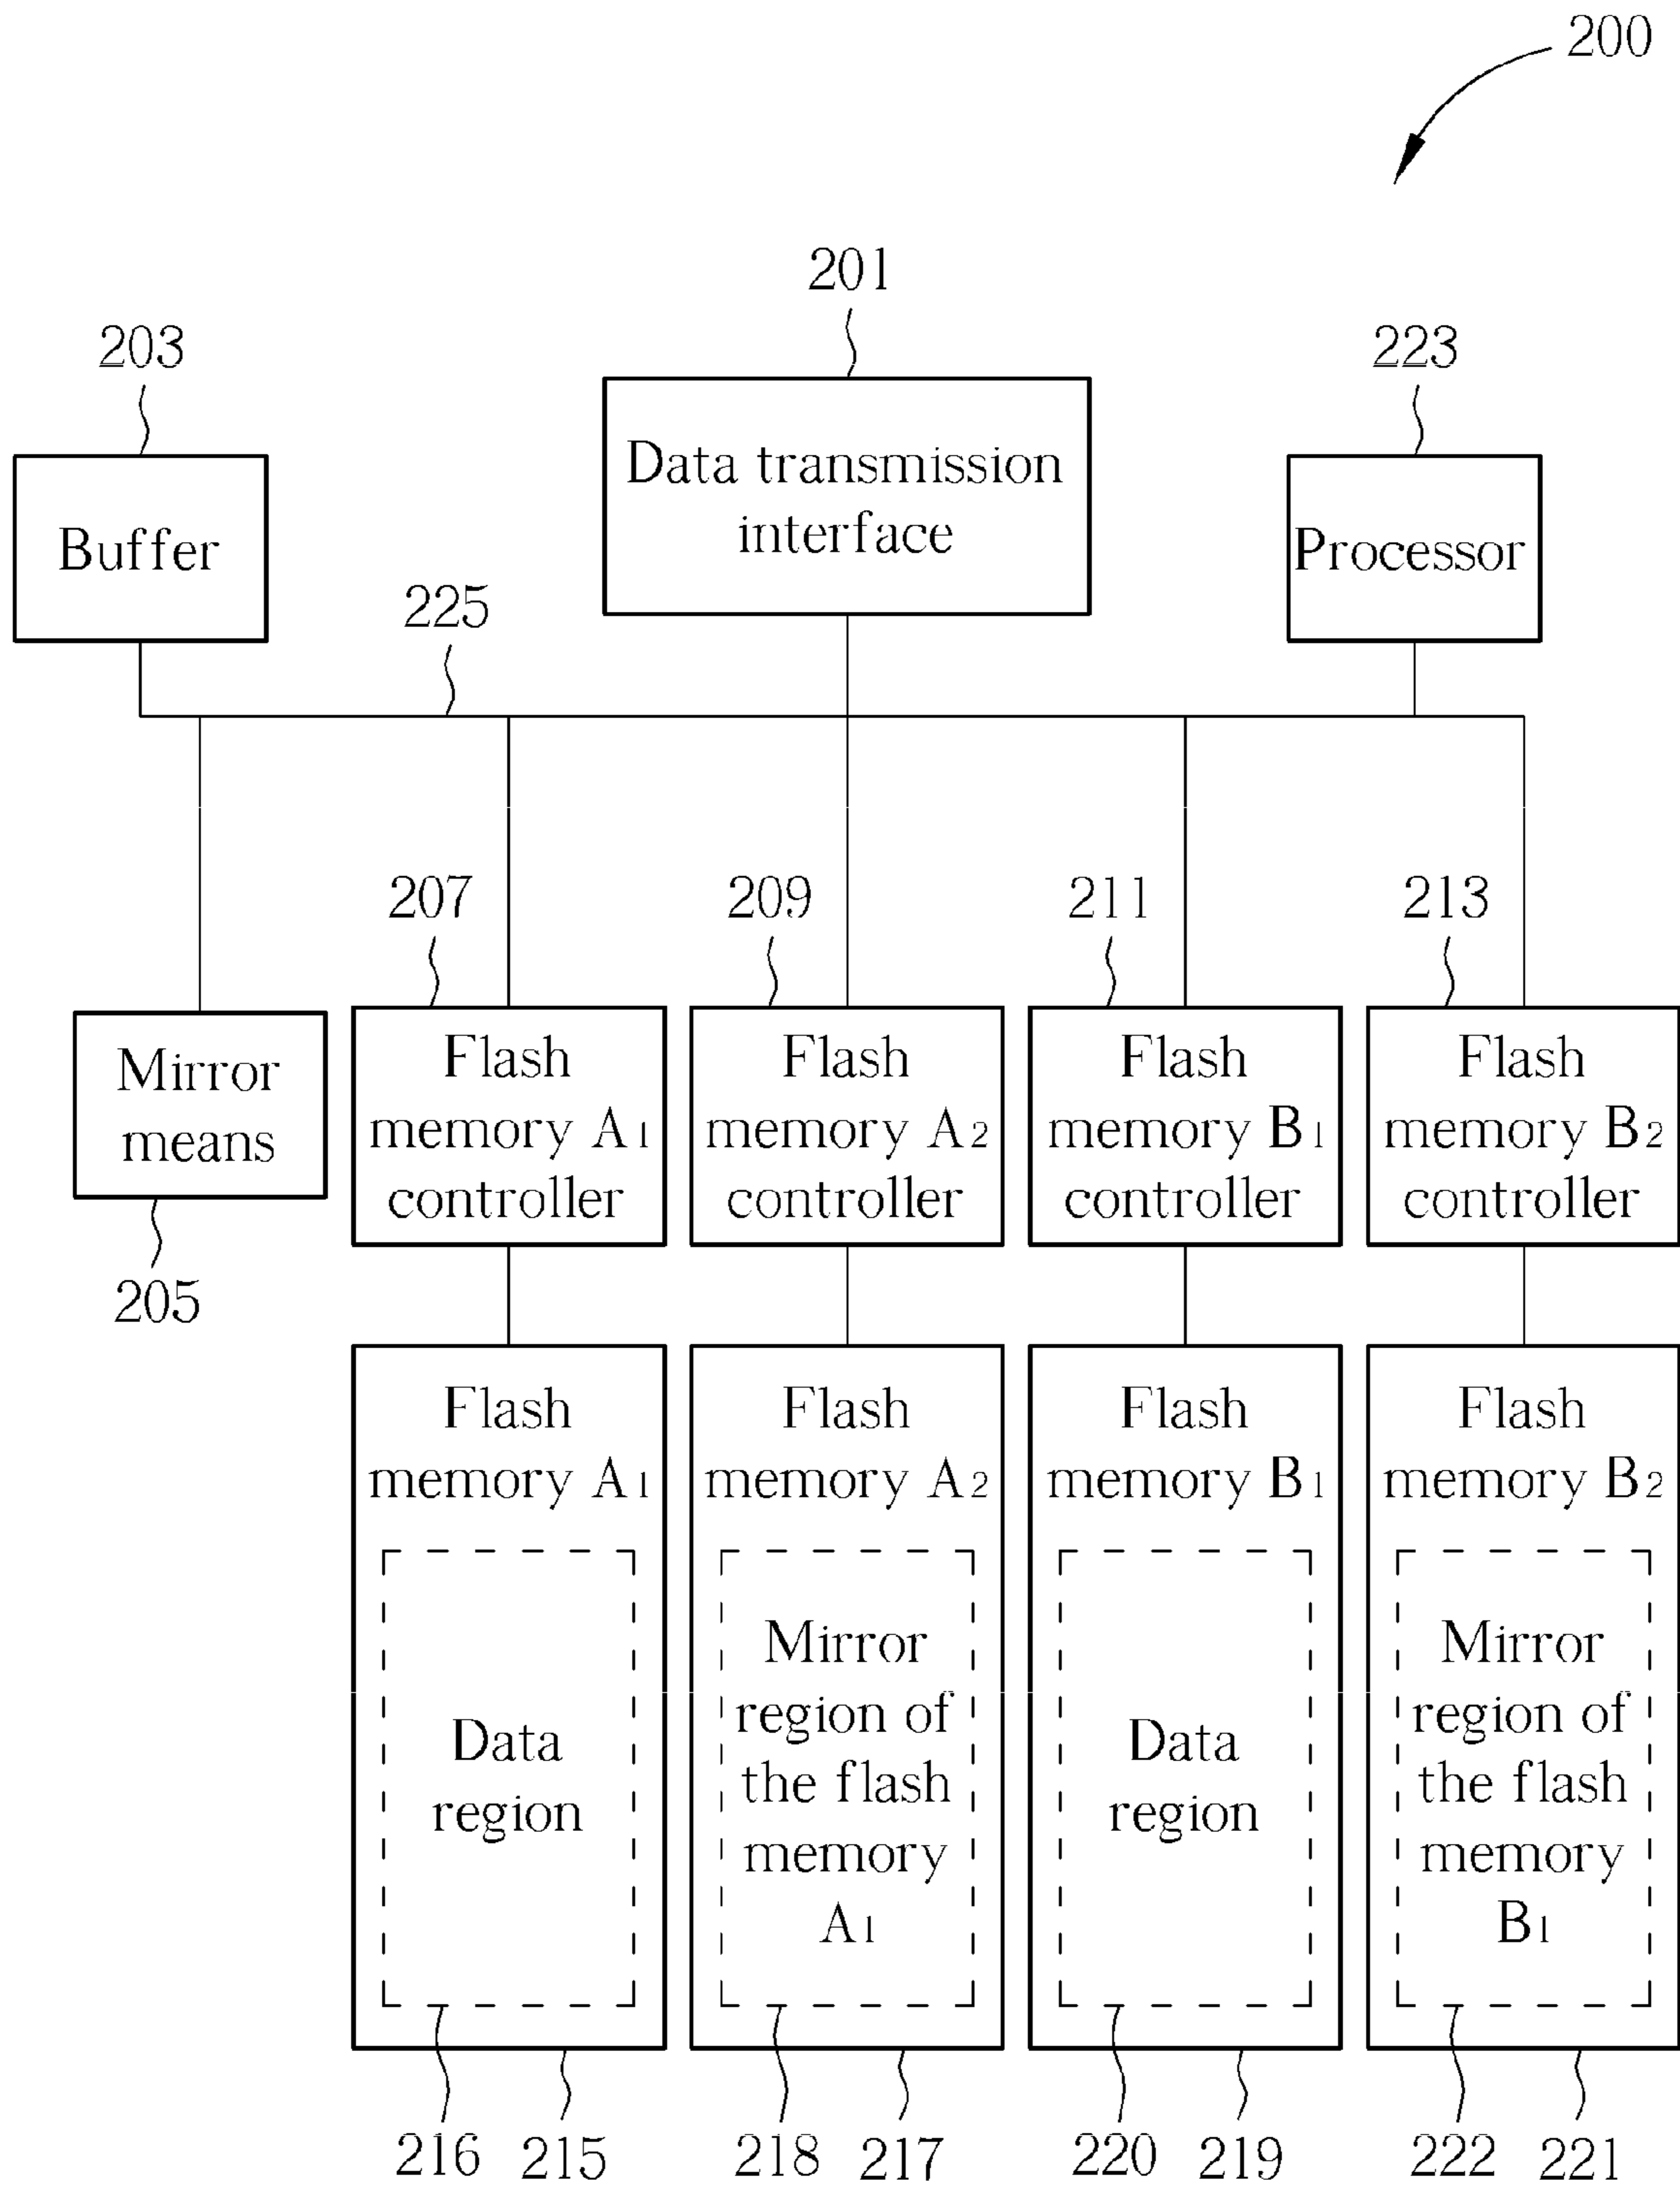 200
201
203
223
Data transmission
interface
Buffer
Processor
225
207
209
211
213
Mirror
means
205
Flash
memory A1
controller
Flash
memory A2
controller
Flash
memory B1
controller
Flash
memory B2
controller
Flash
memory A1
Data
region
Flash
memory A2
Mirror
region of
the flash
memory
A1
Flash
memory B1
Data
region
Flash
memory B2
Mirror
region of
the flash
memory
B1
216
215
218
217
220
219
222
221